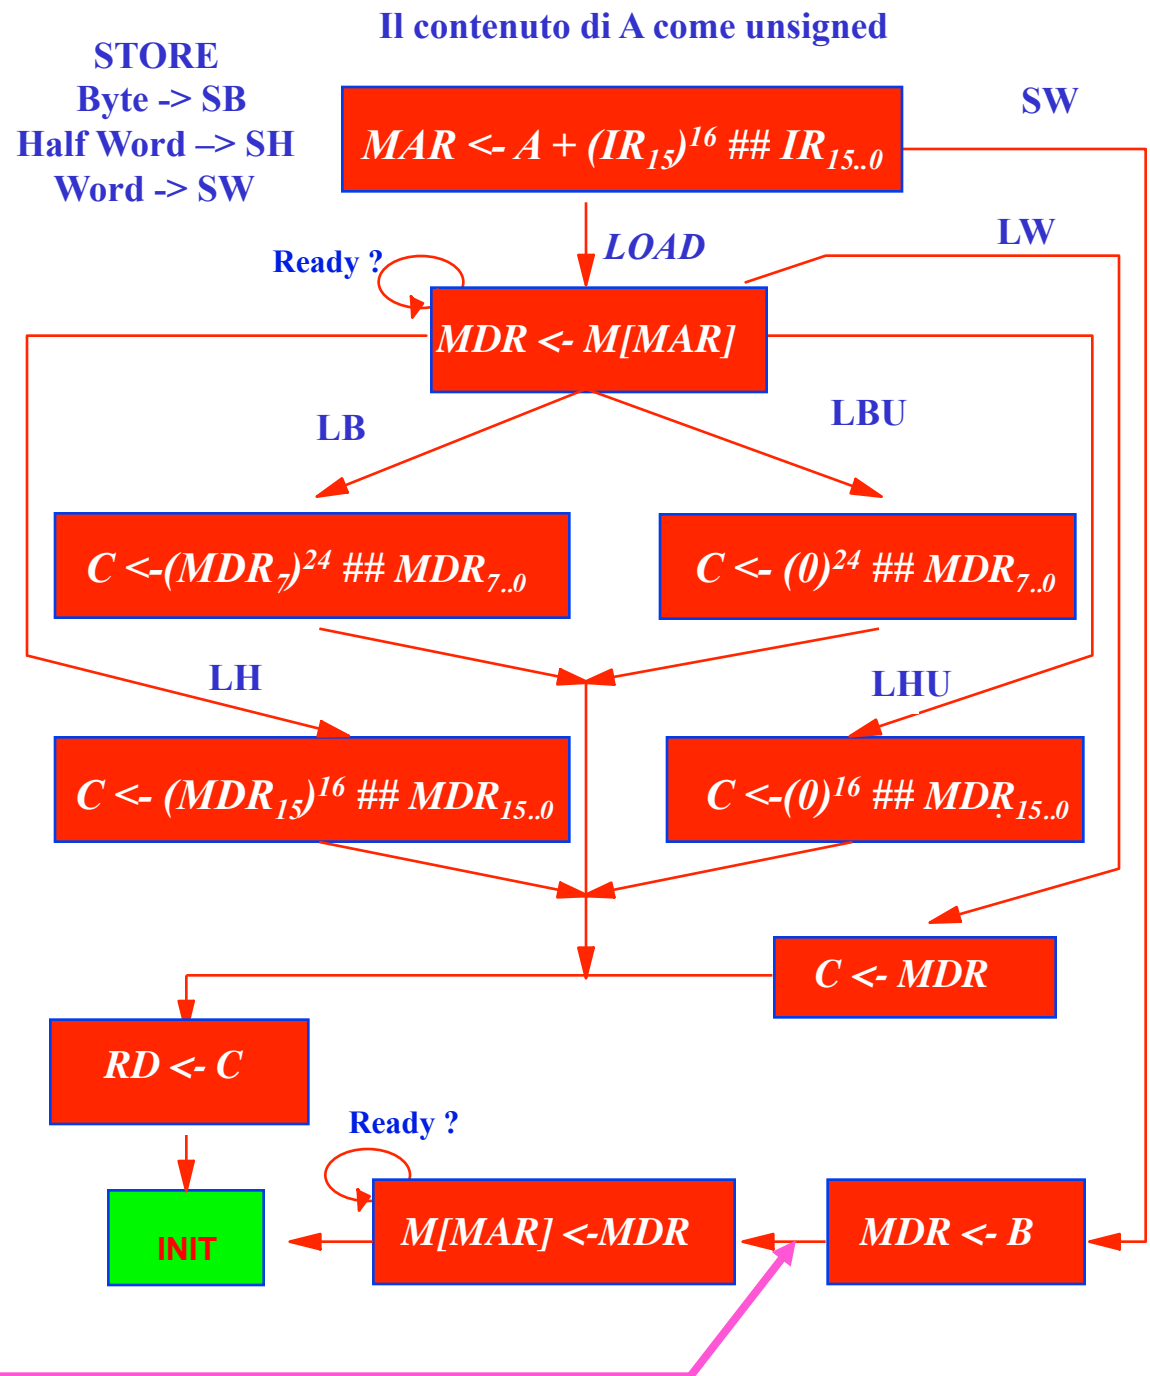 Il contenuto di A come unsigned
STORE
Byte -> SB
Half Word –> SH
Word -> SW
SW
MAR <- A + (IR15)16 ## IR15..0
LOAD
LW
Ready ?
MDR <- M[MAR]
LB
LBU
C <-(MDR7)24 ## MDR7..0
C <- (0)24 ## MDR7..0
LH
LHU
C <- (MDR15)16 ## MDR15..0
C <-(0)16 ## MDR15..0
C <- MDR
RD <- C
Ready ?
INIT
M[MAR] <-MDR
MDR <- B